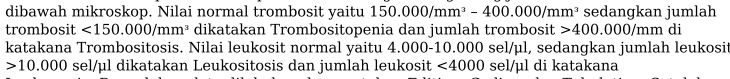 dibawah mikroskop. Nilai normal trombosit yaitu 150.000/mm³ – 400.000/mm³ sedangkan jumlah
trombosit <150.000/mm³ dikatakan Trombositopenia dan jumlah trombosit >400.000/mm di
katakana Trombositosis. Nilai leukosit normal yaitu 4.000-10.000 sel/µl, sedangkan jumlah leukosit
>10.000 sel/µl dikatakan Leukositosis dan jumlah leukosit <4000 sel/µl di katakana